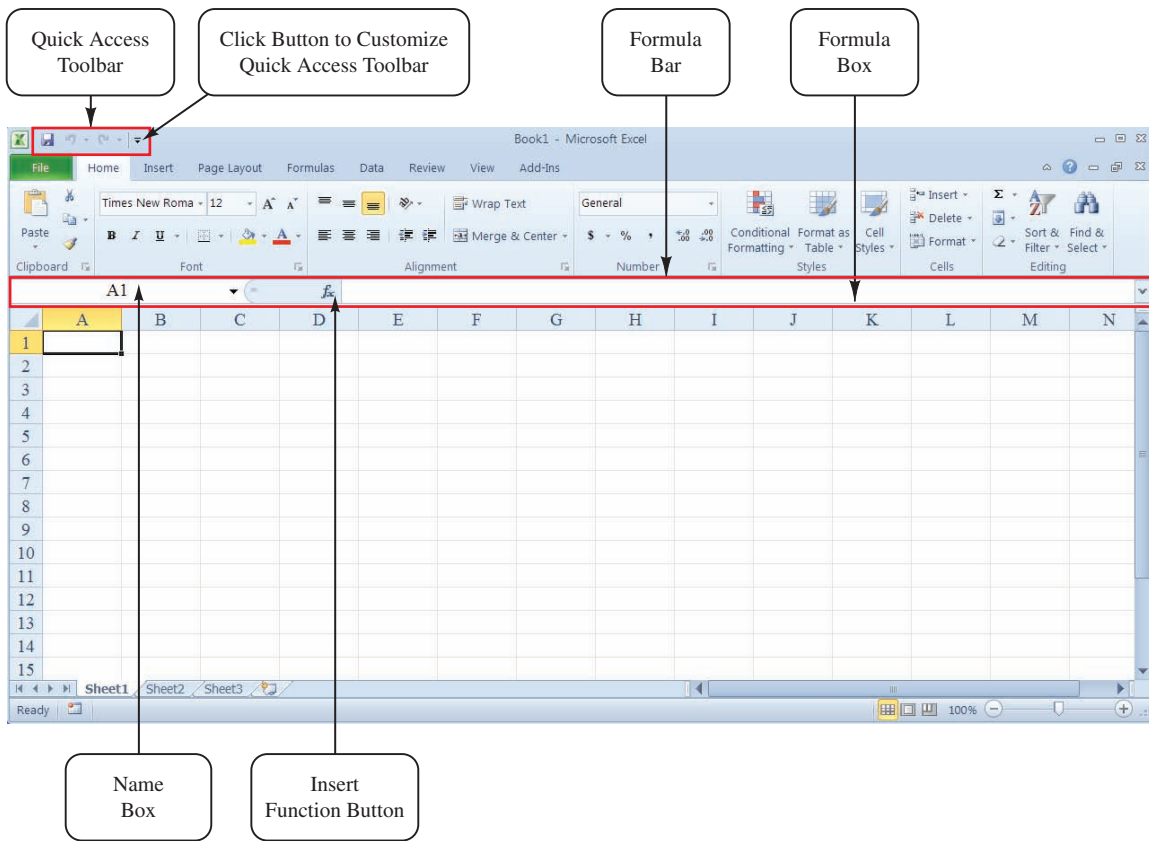 Quick Access
Toolbar
Click Button to Customize
Quick Access Toolbar
Formula
Bar
Formula
Box
Book1 - Microsoft Excel
File Home Insert Page Layout Formulas Data Review View Add-Ins
Times New Roma 12 A A Wrap Text General Insert Σ
Paste B I U A Merge & Center $ % , .0 .00 .00 .0 Conditional Formatting Format as Table Cell Styles Delete Format Sort & Filter Find & Select
Clipboard Font Alignment Number Styles Cells Editing
A1 fx
A B C D E F G H I J K L M N
1
2
3
4
5
6
7
8
9
10
11
12
13
14
15
Sheet1 Sheet2 Sheet3
Ready 100%
Name
Box
Insert
Function Button